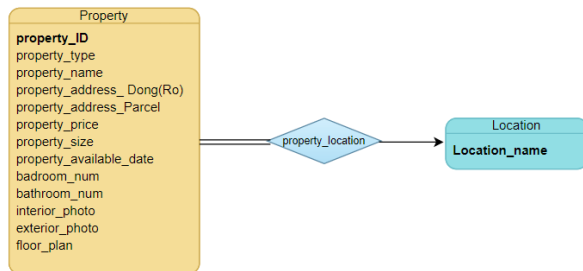 Property
property_ID
property_type
property_name
property_address_ Dong(Ro)
property_address_Parcel
property_price
property_size
property_available_date
badroom_num
bathroom_num
interior_photo
exterior_photo
floor_plan
property_location
Location
Location_name